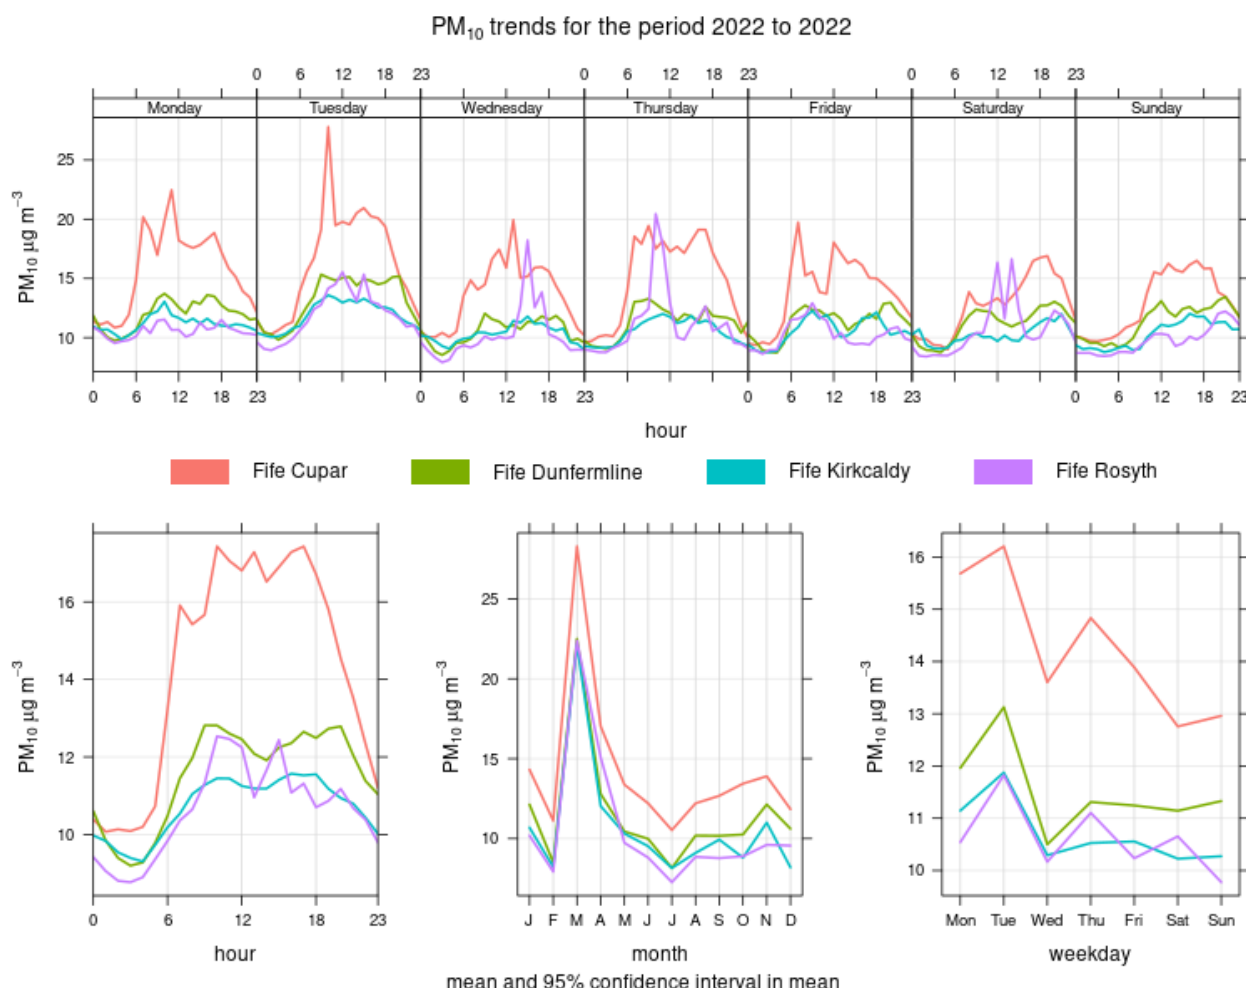 PM₁₀ trends for the period 2022 to 2022
0 6 12 18 23 0 6 12 18 23 0 6 12 18 23
Monday Tuesday Wednesday Thursday Friday Saturday Sunday
25
20
15
10
PM₁₀ µg m⁻³
0 6 12 18 23 0 6 12 18 23 0 6 12 18 23 0 6 12 18 23
hour
Fife Cupar Fife Dunfermline Fife Kirkcaldy Fife Rosyth
16
14
12
10
PM₁₀ µg m⁻³
0 6 12 18 23
hour
25
20
15
10
PM₁₀ µg m⁻³
J F M A M J J A S O N D
month
16
15
14
13
12
11
10
PM₁₀ µg m⁻³
Mon Tue Wed Thu Fri Sat Sun
weekday
mean and 95% confidence interval in mean